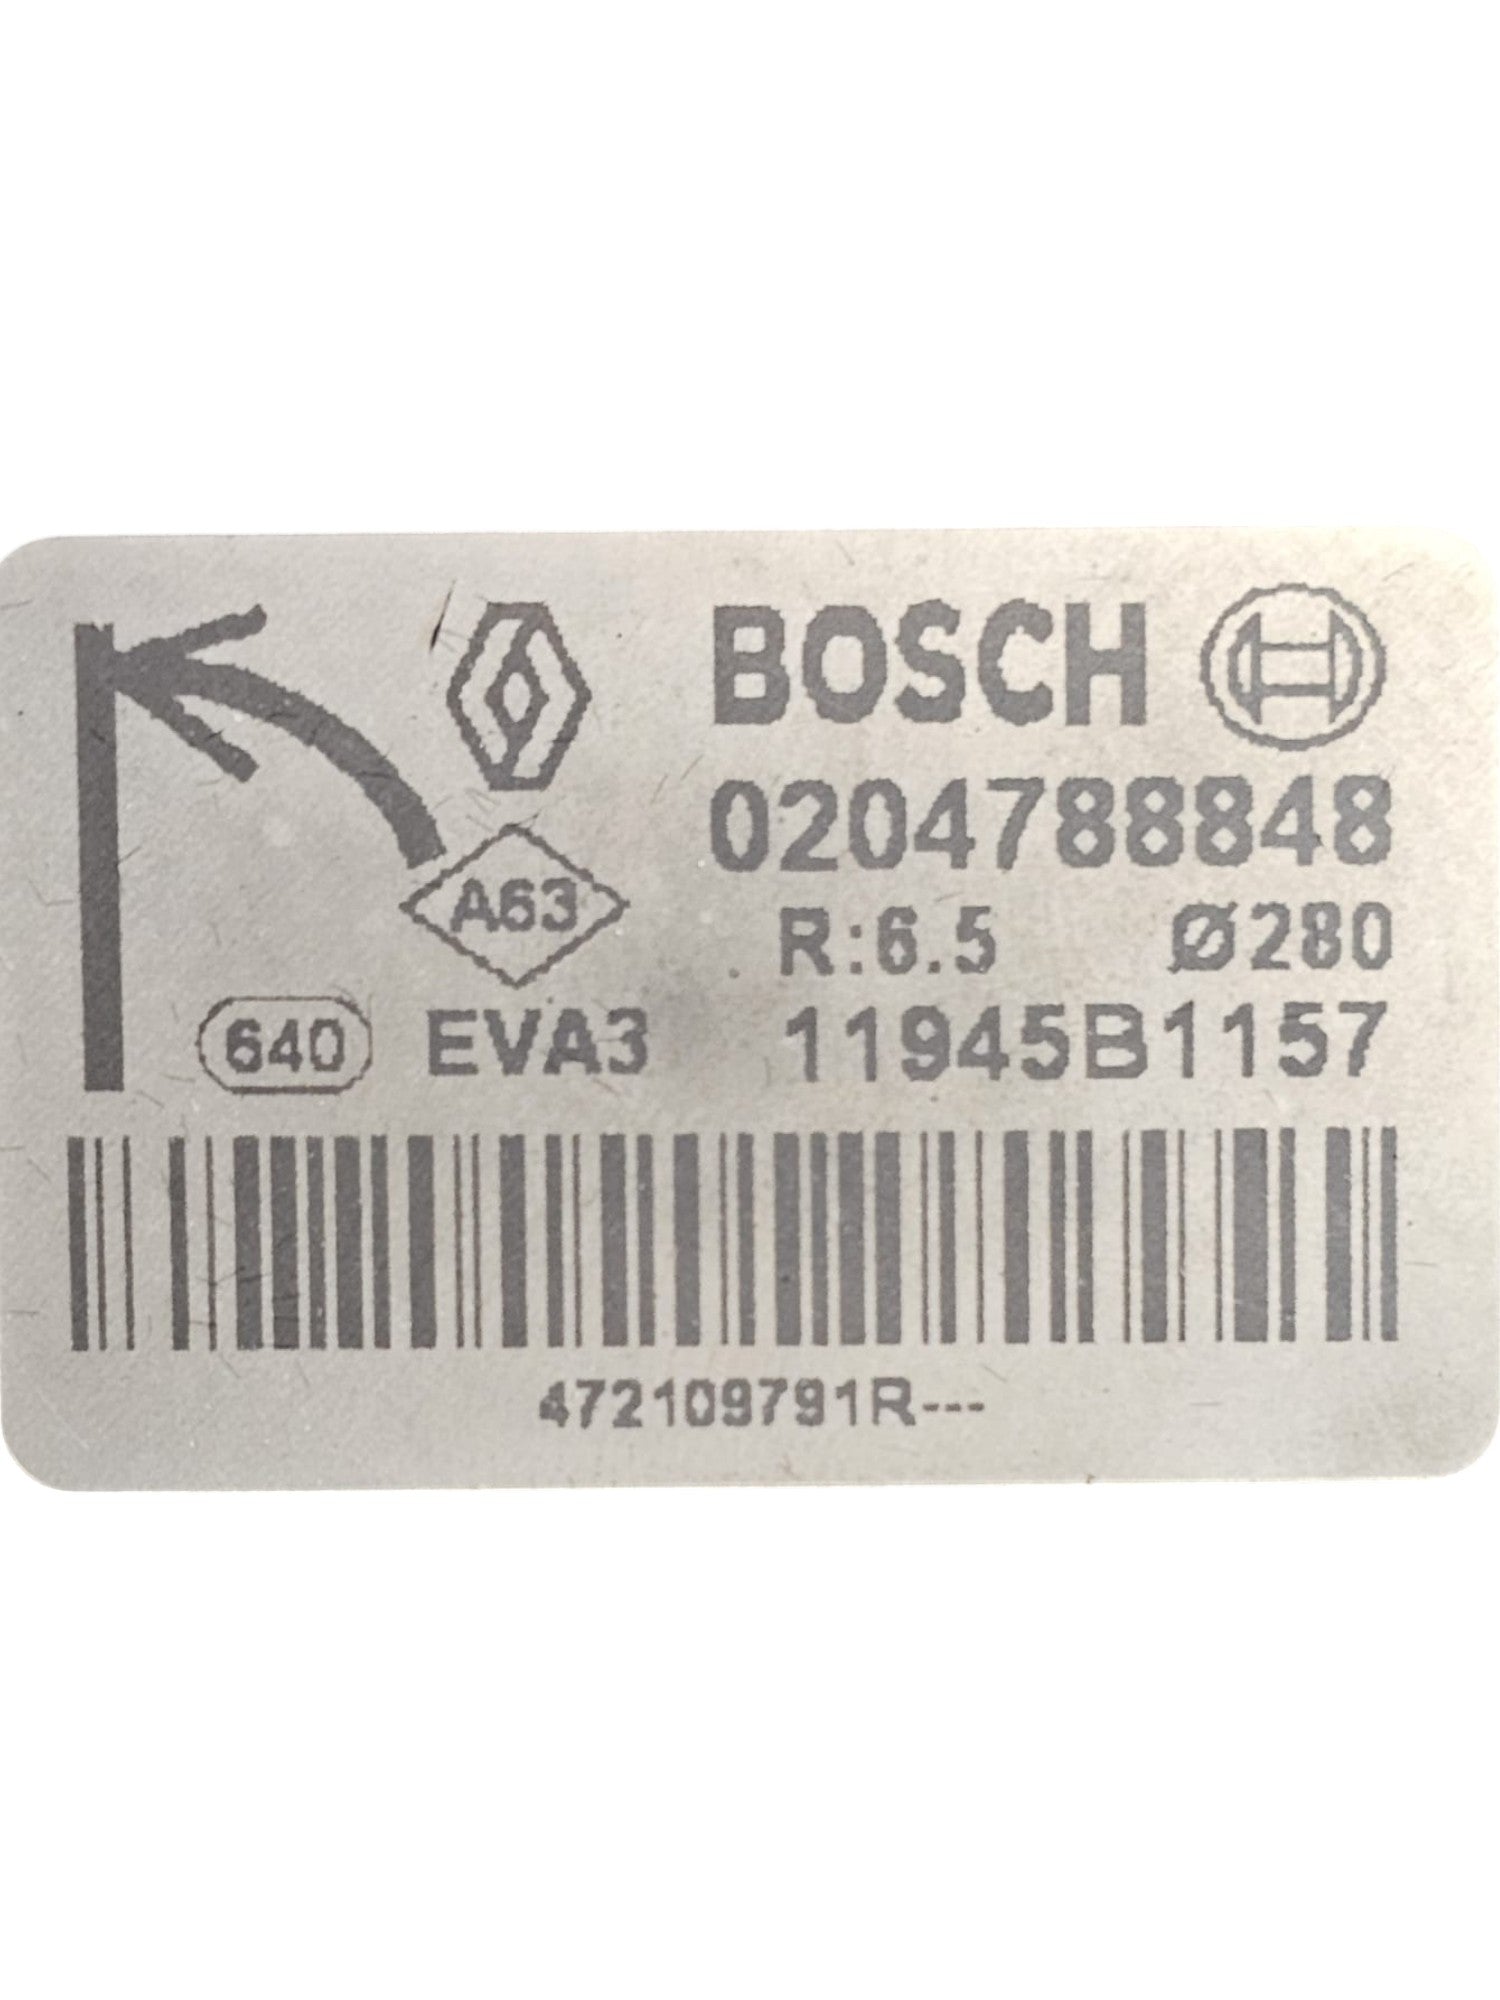 BOSCH
0204788848
A63
R:6.5 Ø280
640 EVA3 11945B1157
472109791R---